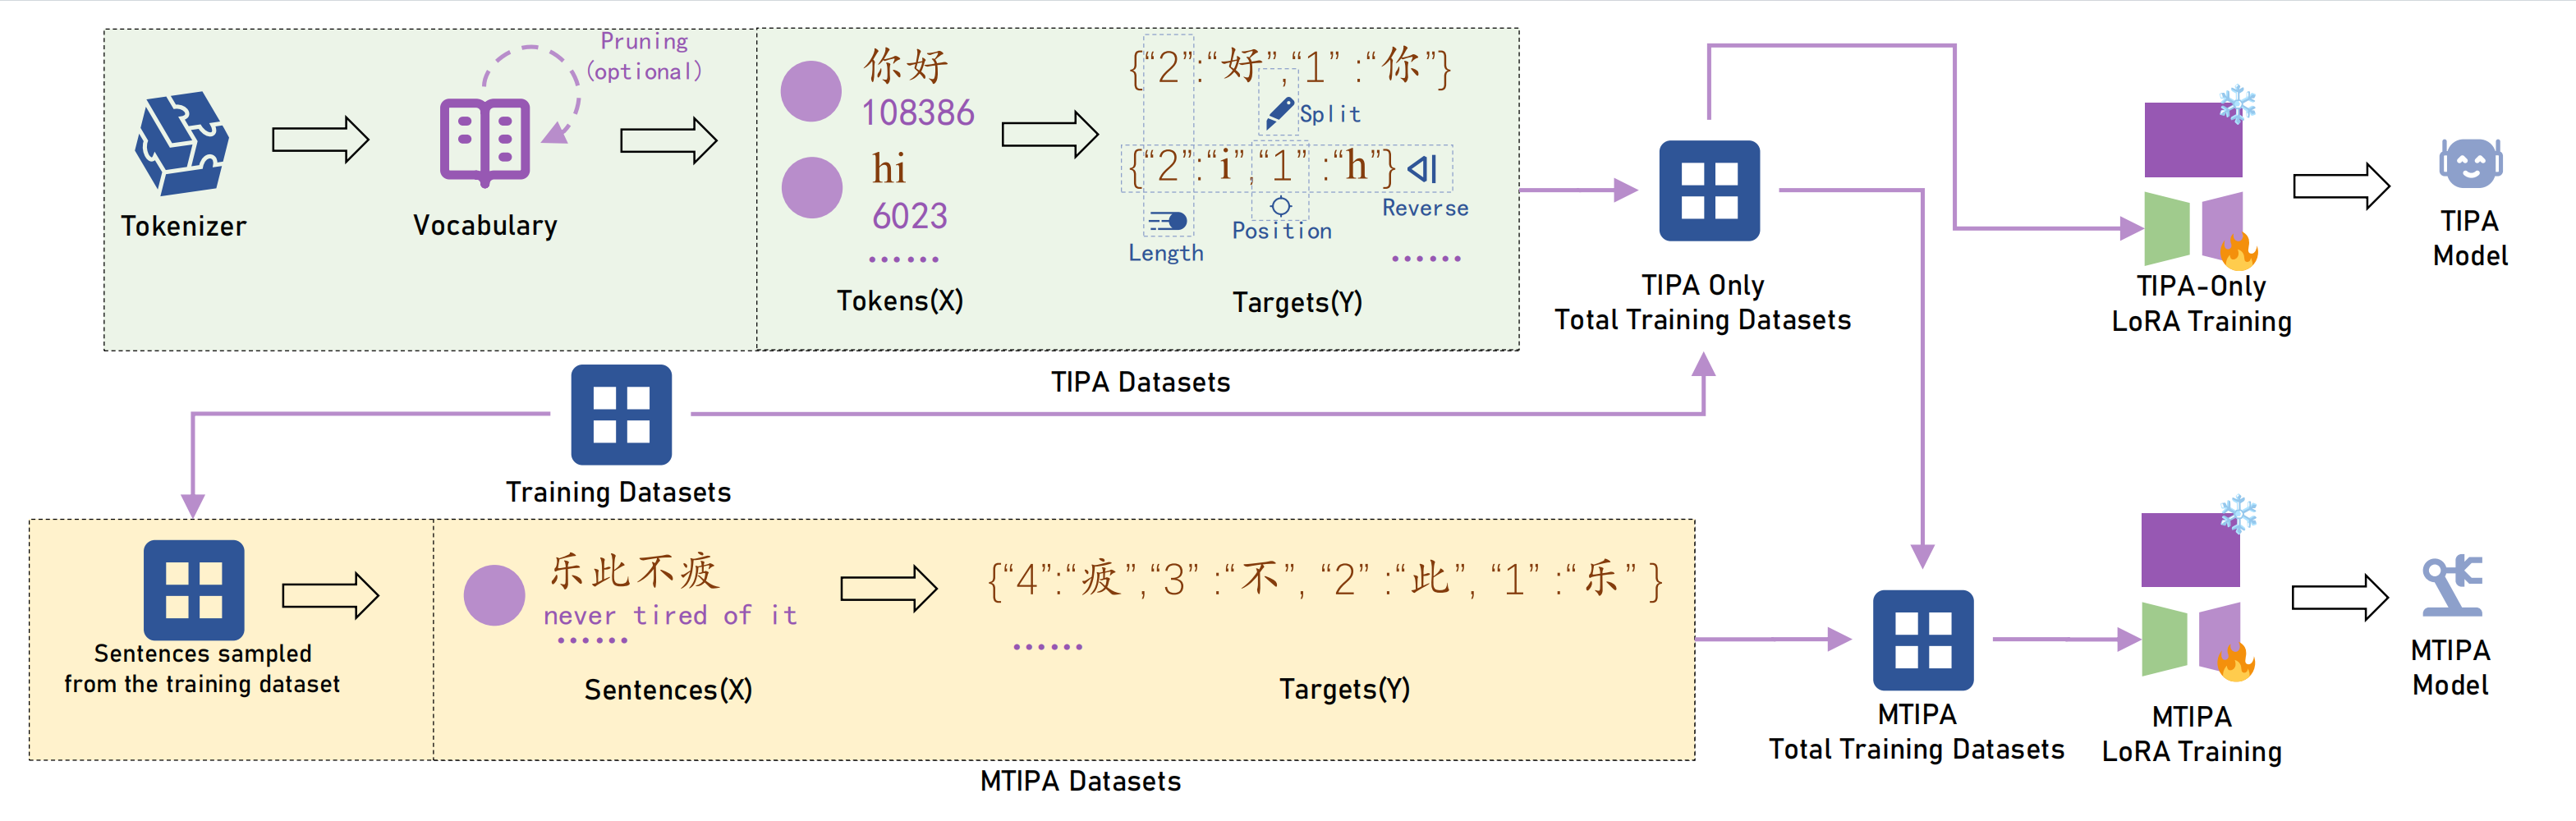 Pruning
(optional)
Tokenizer
Vocabulary
你好
108386
hi
6023
······
Tokens(X)
{“2”:“好”,“1” :“你”}
Split
{“2”:“i”,“1” :“h”}
Length
Position
Reverse
······
Targets(Y)
TIPA Datasets
TIPA Only
Total Training Datasets
TIPA-Only
LoRA Training
TIPA
Model
Training Datasets
Sentences sampled
from the training dataset
乐此不疲
never tired of it
······
Sentences(X)
{“4”:“疲”,“3” :“不”, “2” :“此”, “1” :“乐” }
······
Targets(Y)
MTIPA Datasets
MTIPA
Total Training Datasets
MTIPA
LoRA Training
MTIPA
Model